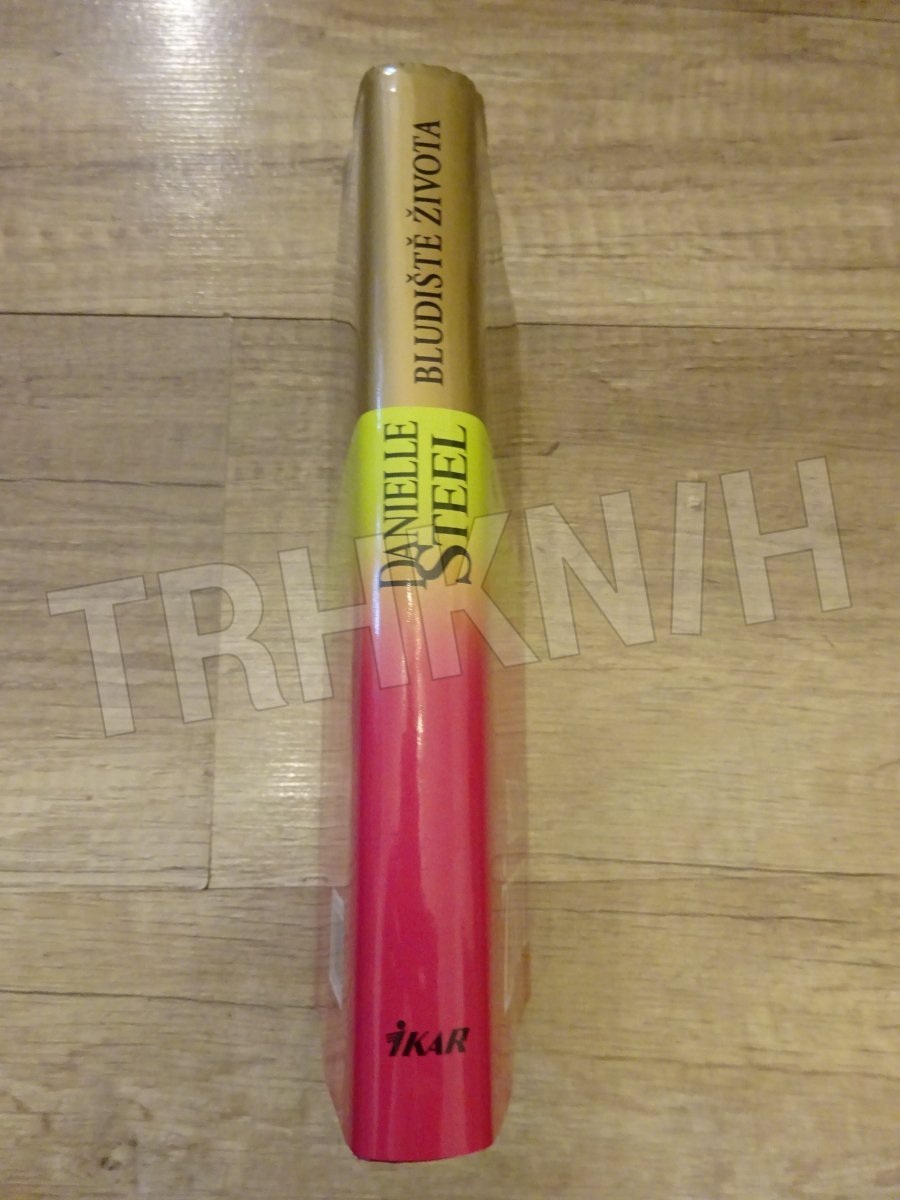 BLUDIŠTĚ ŽIVOTA
DANIELLE
STEEL
TRHKNIH
iKAR